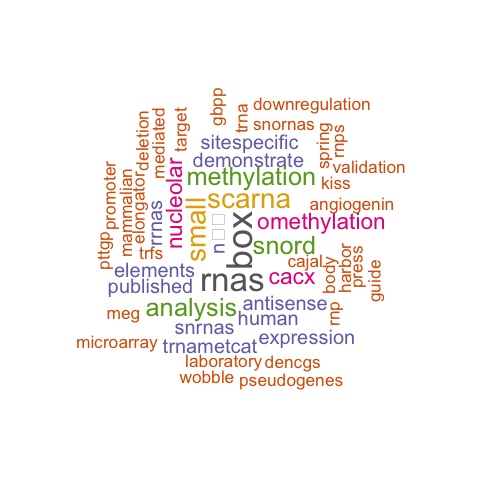 gbpp
trna
downregulation
snornas
deletion
mediated
target
sitespecific
spring
rnps
demonstrate
validation
methylation
kiss
promoter
mammalian
elongator
rrnas
nucleolar
small
scarna
angiogenin
box
omethylation
n
snord
pttgp
trfs
cajal
body
harbor
press
guide
elements
rnas
cacx
published
antisense
meg
analysis
human
rnp
snrnas
microarray
trnametcat
expression
laboratory
dencgs
wobble
pseudogenes